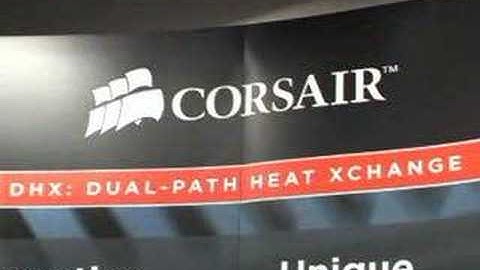 CORSAIR™
DHX: DUAL-PATH HEAT XCHANGE
Unique